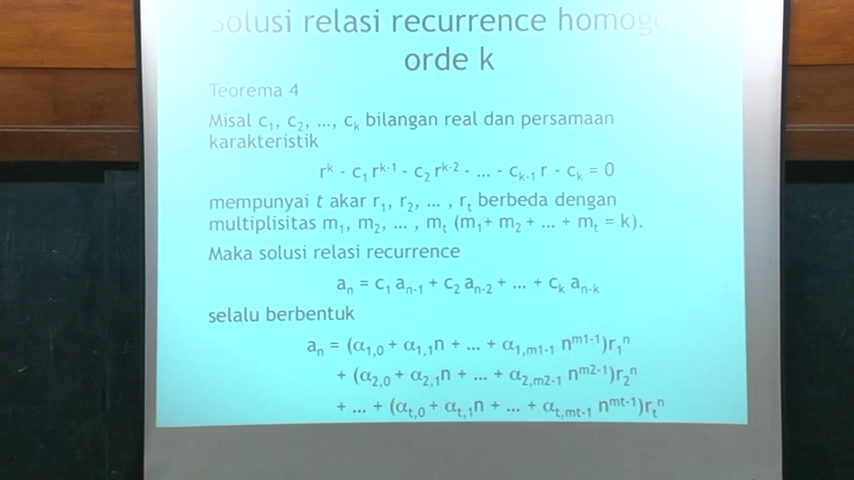 Solusi relasi recurrence homogen
orde k
Teorema 4
Misal c₁, c₂, ..., cₖ bilangan real dan persamaan
karakteristik
rᵏ - c₁ rᵏ⁻¹ - c₂ rᵏ⁻² - ... - cₖ₋₁ r - cₖ = 0
mempunyai t akar r₁, r₂, ... , rₜ berbeda dengan
multiplisitas m₁, m₂, ... , mₜ (m₁+ m₂ + ... + mₜ = k).
Maka solusi relasi recurrence
aₙ = c₁ aₙ₋₁ + c₂ aₙ₋₂ + ... + cₖ aₙ₋ₖ
selalu berbentuk
aₙ = (α₁,₀ + α₁,₁n + ... + α₁,ₘ₁₋₁ nᵐ¹⁻¹)r₁ⁿ
+ (α₂,₀ + α₂,₁n + ... + α₂,ₘ₂₋₁ nᵐ²⁻¹)r₂ⁿ
+ ... + (αₜ,₀ + αₜ,₁n + ... + αₜ,ₘₜ₋₁ nᵐᵗ⁻¹)rₜⁿ